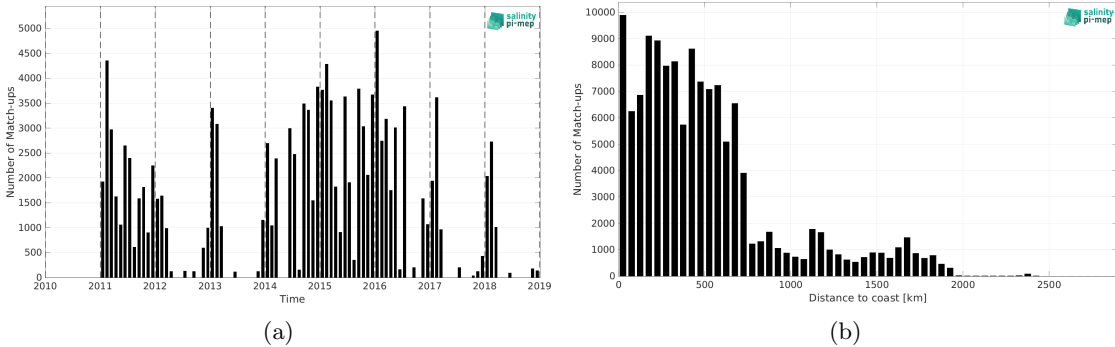 salinity
pi-mep
5000
4500
4000
3500
3000
2500
2000
1500
1000
500
0
Number of Match-ups
2010 2011 2012 2013 2014 2015 2016 2017 2018 2019
Time
(a)
salinity
pi-mep
10000
9000
8000
7000
6000
5000
4000
3000
2000
1000
0
Number of Match-ups
0 500 1000 1500 2000 2500
Distance to coast [km]
(b)